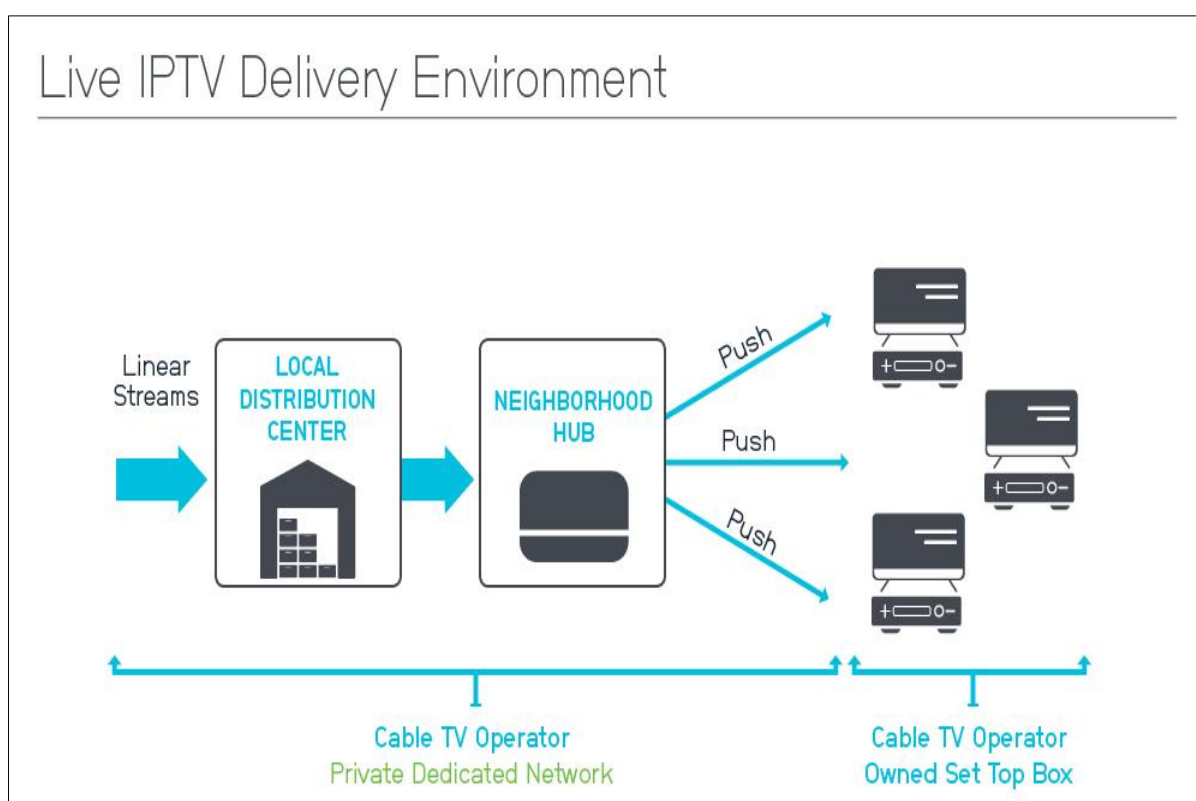 Live IPTV Delivery Environment
Linear
Streams
LOCAL
DISTRIBUTION
CENTER
NEIGHBORHOOD
HUB
Push
Push
Push
Cable TV Operator
Private Dedicated Network
Cable TV Operator
Owned Set Top Box